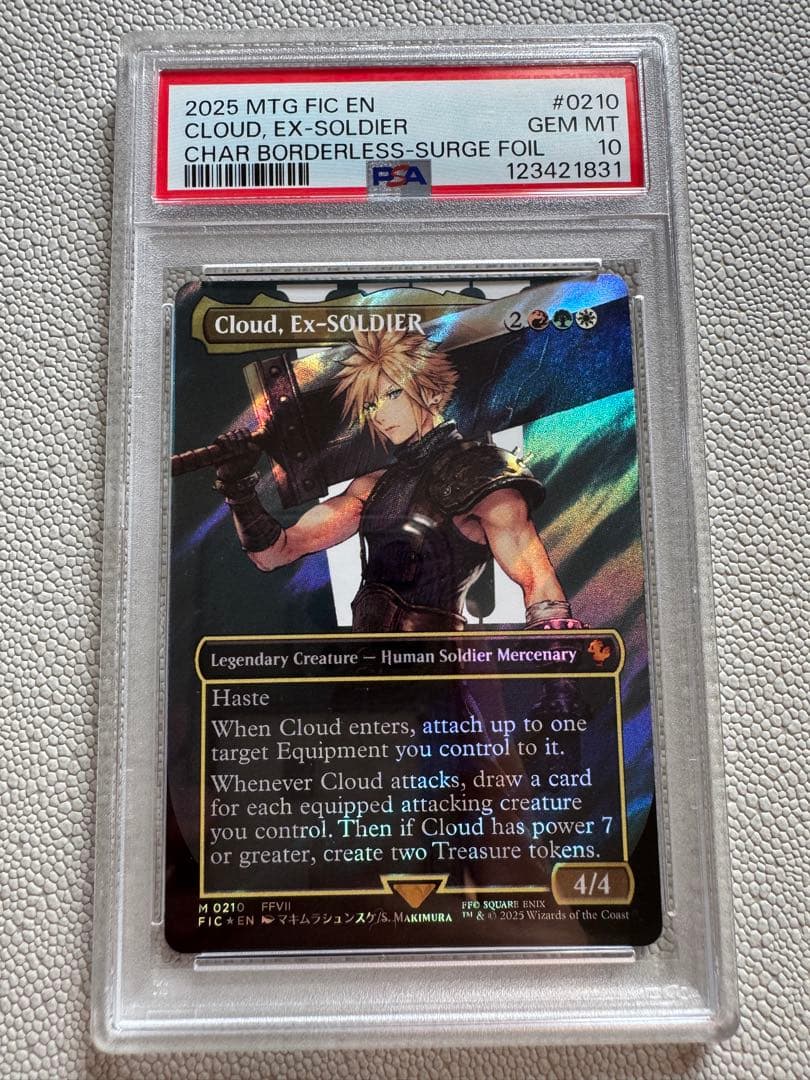 2025 MTG FIC EN #0210
CLOUD, EX-SOLDIER GEM MT
CHAR BORDERLESS-SURGE FOIL 10
PSA 123421831
Cloud, Ex-SOLDIER 2
Legendary Creature — Human Soldier Mercenary
Haste
When Cloud enters, attach up to one
target Equipment you control to it.
Whenever Cloud attacks, draw a card
for each equipped attacking creature
you control. Then if Cloud has power 7
or greater, create two Treasure tokens.
4/4
M 0210 FFVII FF© SQUARE ENIX
FIC★EN マキムラシュンスケ/S. MAKIMURA ™ & © 2025 Wizards of the Coast